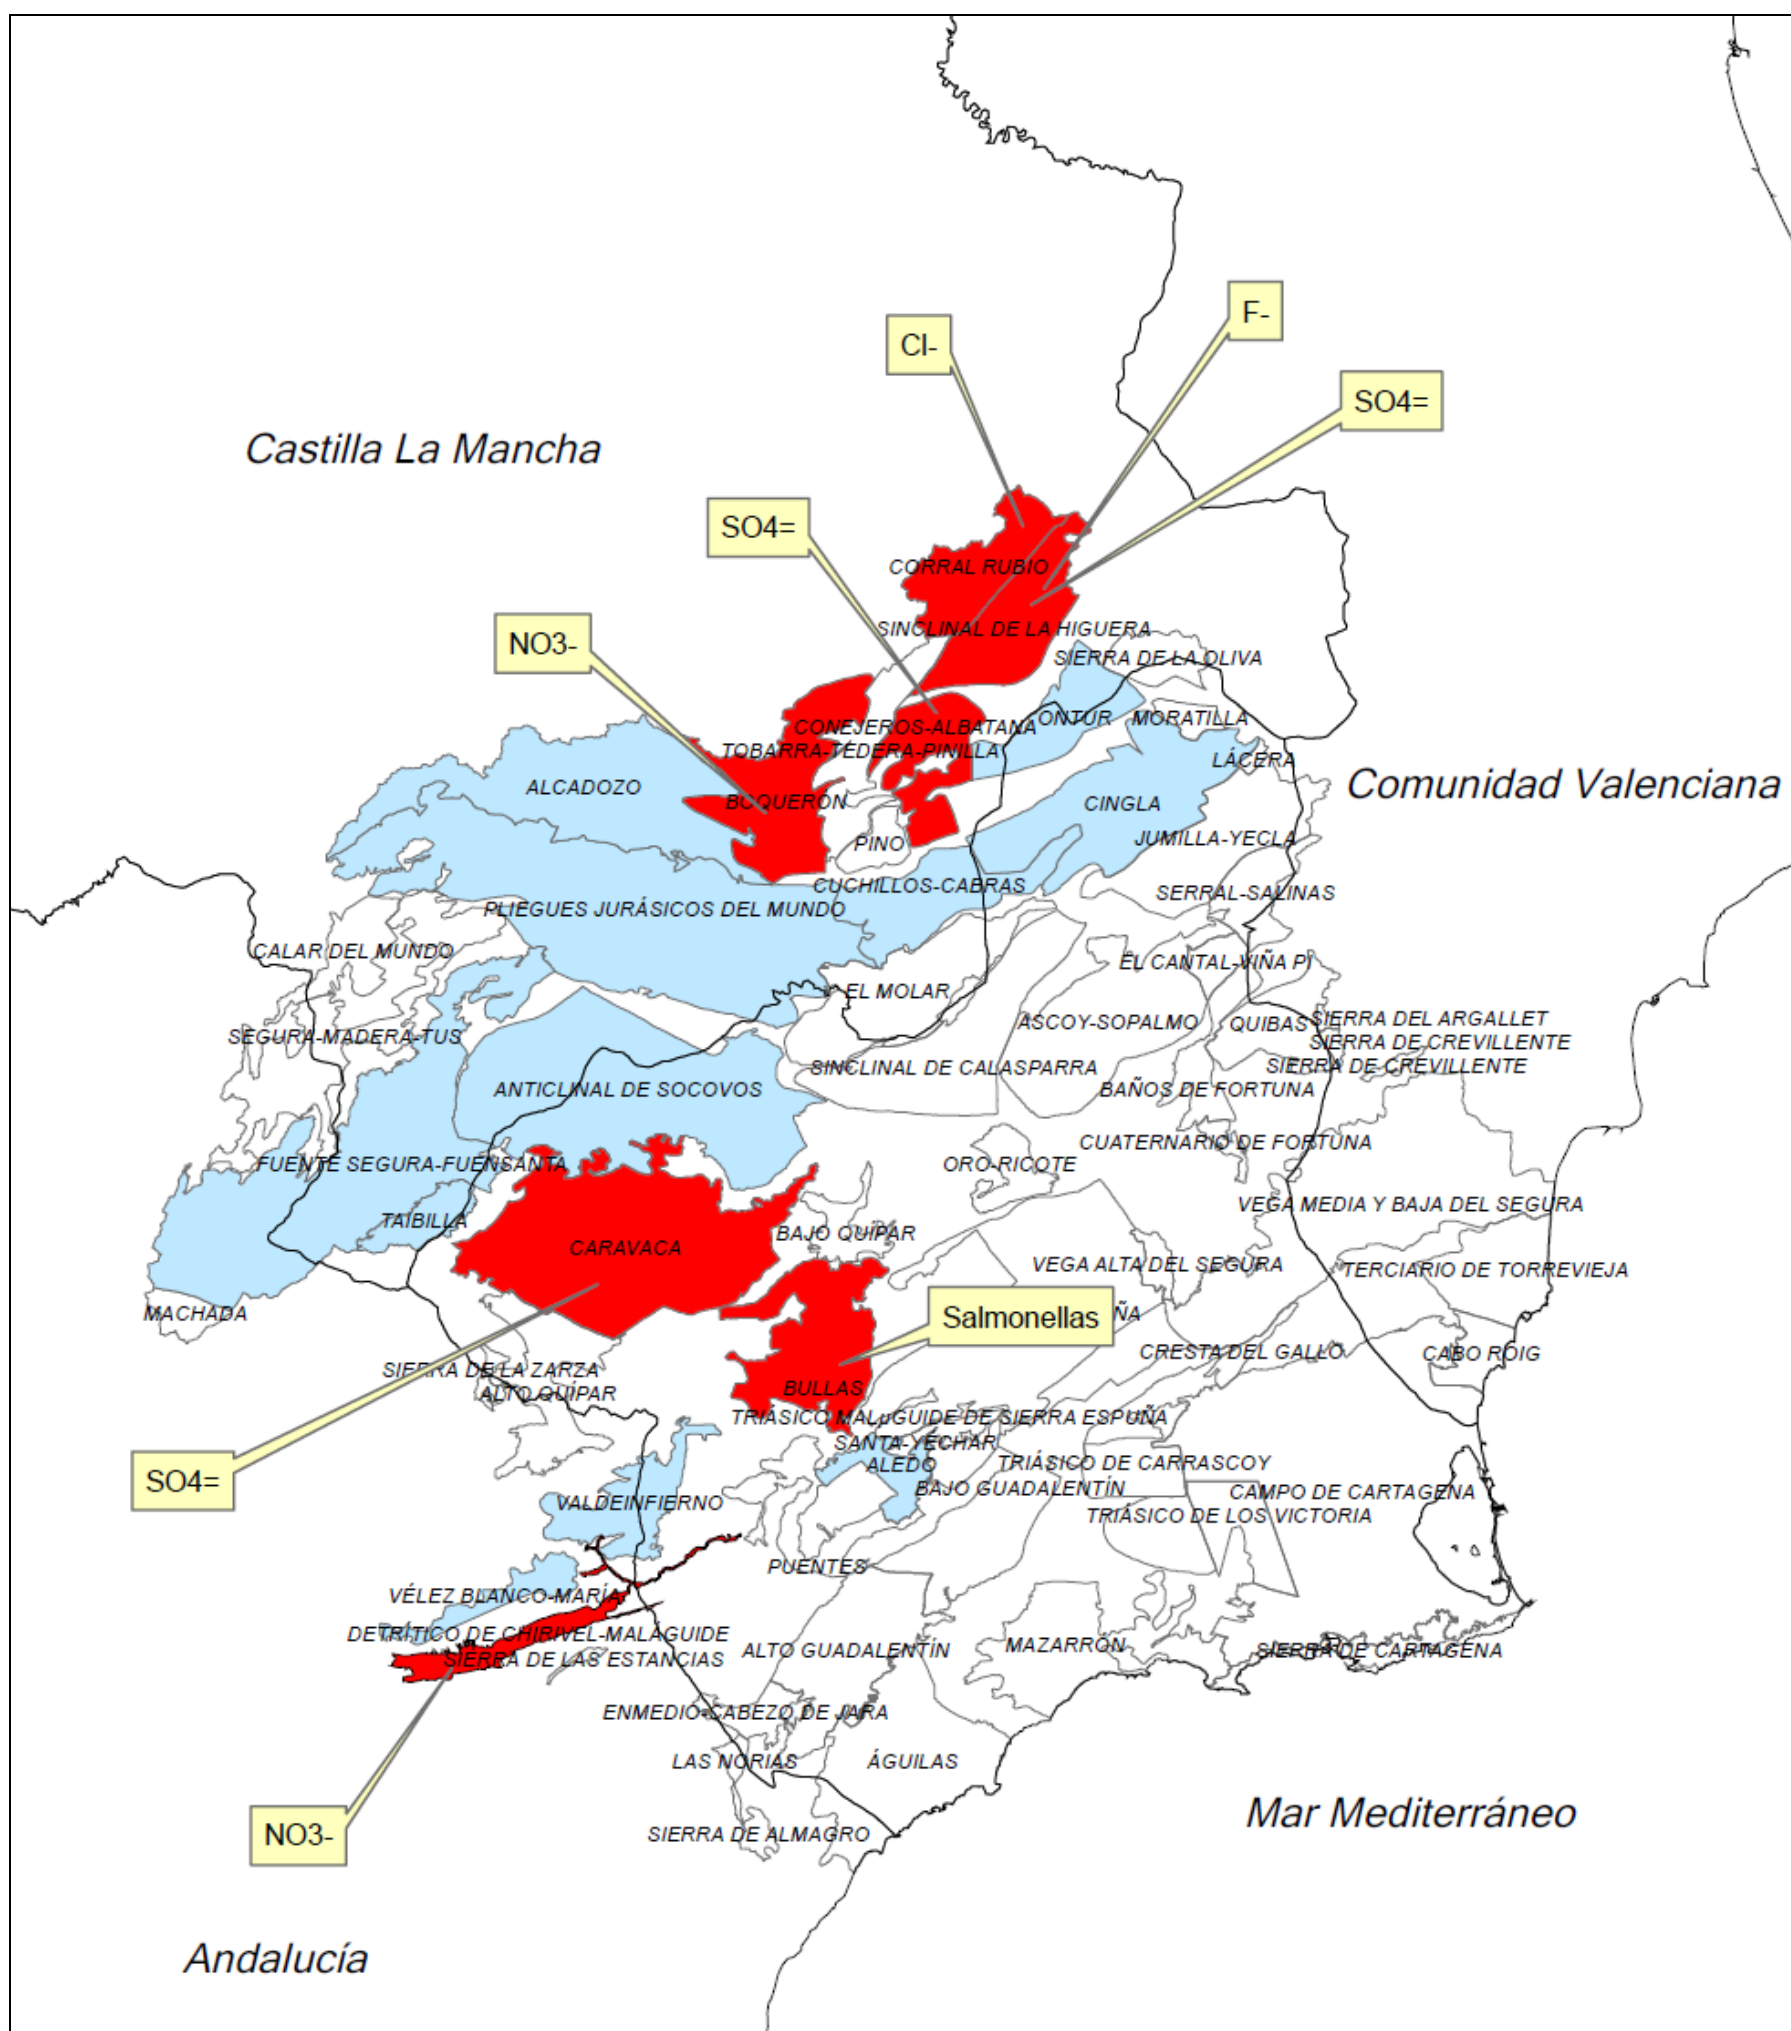 F-
Cl-
SO4=
Castilla La Mancha
SO4=
CORRAL RUBIO
NO3-
SINCLINAL DE LA HIGUERA
SIERRA DE LA OLIVA
CONEJEROS-ALBATANA
ONTUR
MORATILLA
TOBARRA-TEDERA-PINILLA
LÁCERA
ALCADOZO
Comunidad Valenciana
BOQUERÓN
CINGLA
PINO
JUMILLA-YECLA
CUCHILLOS-CABRAS
SERRAL-SALINAS
PLIEGUES JURÁSICOS DEL MUNDO
CALAR DEL MUNDO
EL CANTAL-VIÑA PI
EL MOLAR
ASCOY-SOPALMO
QUIBAS
SIERRA DEL ARGALLET
SEGURA-MADERA-TUS
SIERRA DE CREVILLENTE
SINCLINAL DE CALASPARRA
SIERRA DE CREVILLENTE
ANTICLINAL DE SOCOVOS
BAÑOS DE FORTUNA
CUATERNARIO DE FORTUNA
FUENTE SEGURA-FUENSANTA
ORO-RICOTE
VEGA MEDIA Y BAJA DEL SEGURA
TAIBILLA
BAJO QUÍPAR
CARAVACA
VEGA ALTA DEL SEGURA
TERCIARIO DE TORREVIEJA
MACHADA
Salmonellas
ÑA
CRESTA DEL GALLO
CABO ROIG
SIERRA DE LA ZARZA
BULLAS
ALTO QUÍPAR
TRIÁSICO MALµGUIDE DE SIERRA ESPUÑA
SANTA-YÉCHAR
ALEDO
TRIÁSICO DE CARRASCOY
SO4=
BAJO GUADALENTÍN
CAMPO DE CARTAGENA
VALDEINFIERNO
TRIÁSICO DE LOS VICTORIA
PUENTES
VÉLEZ BLANCO-MARÍA
DETRÍTICO DE CHIRIVEL-MALÁGUIDE
SIERRA DE LAS ESTANCIAS
ALTO GUADALENTÍN
MAZARRÓN
SIERRA DE CARTAGENA
ENMEDIO-CABEZO DE JARA
LAS NORIAS
ÁGUILAS
Mar Mediterráneo
NO3-
SIERRA DE ALMAGRO
Andalucía